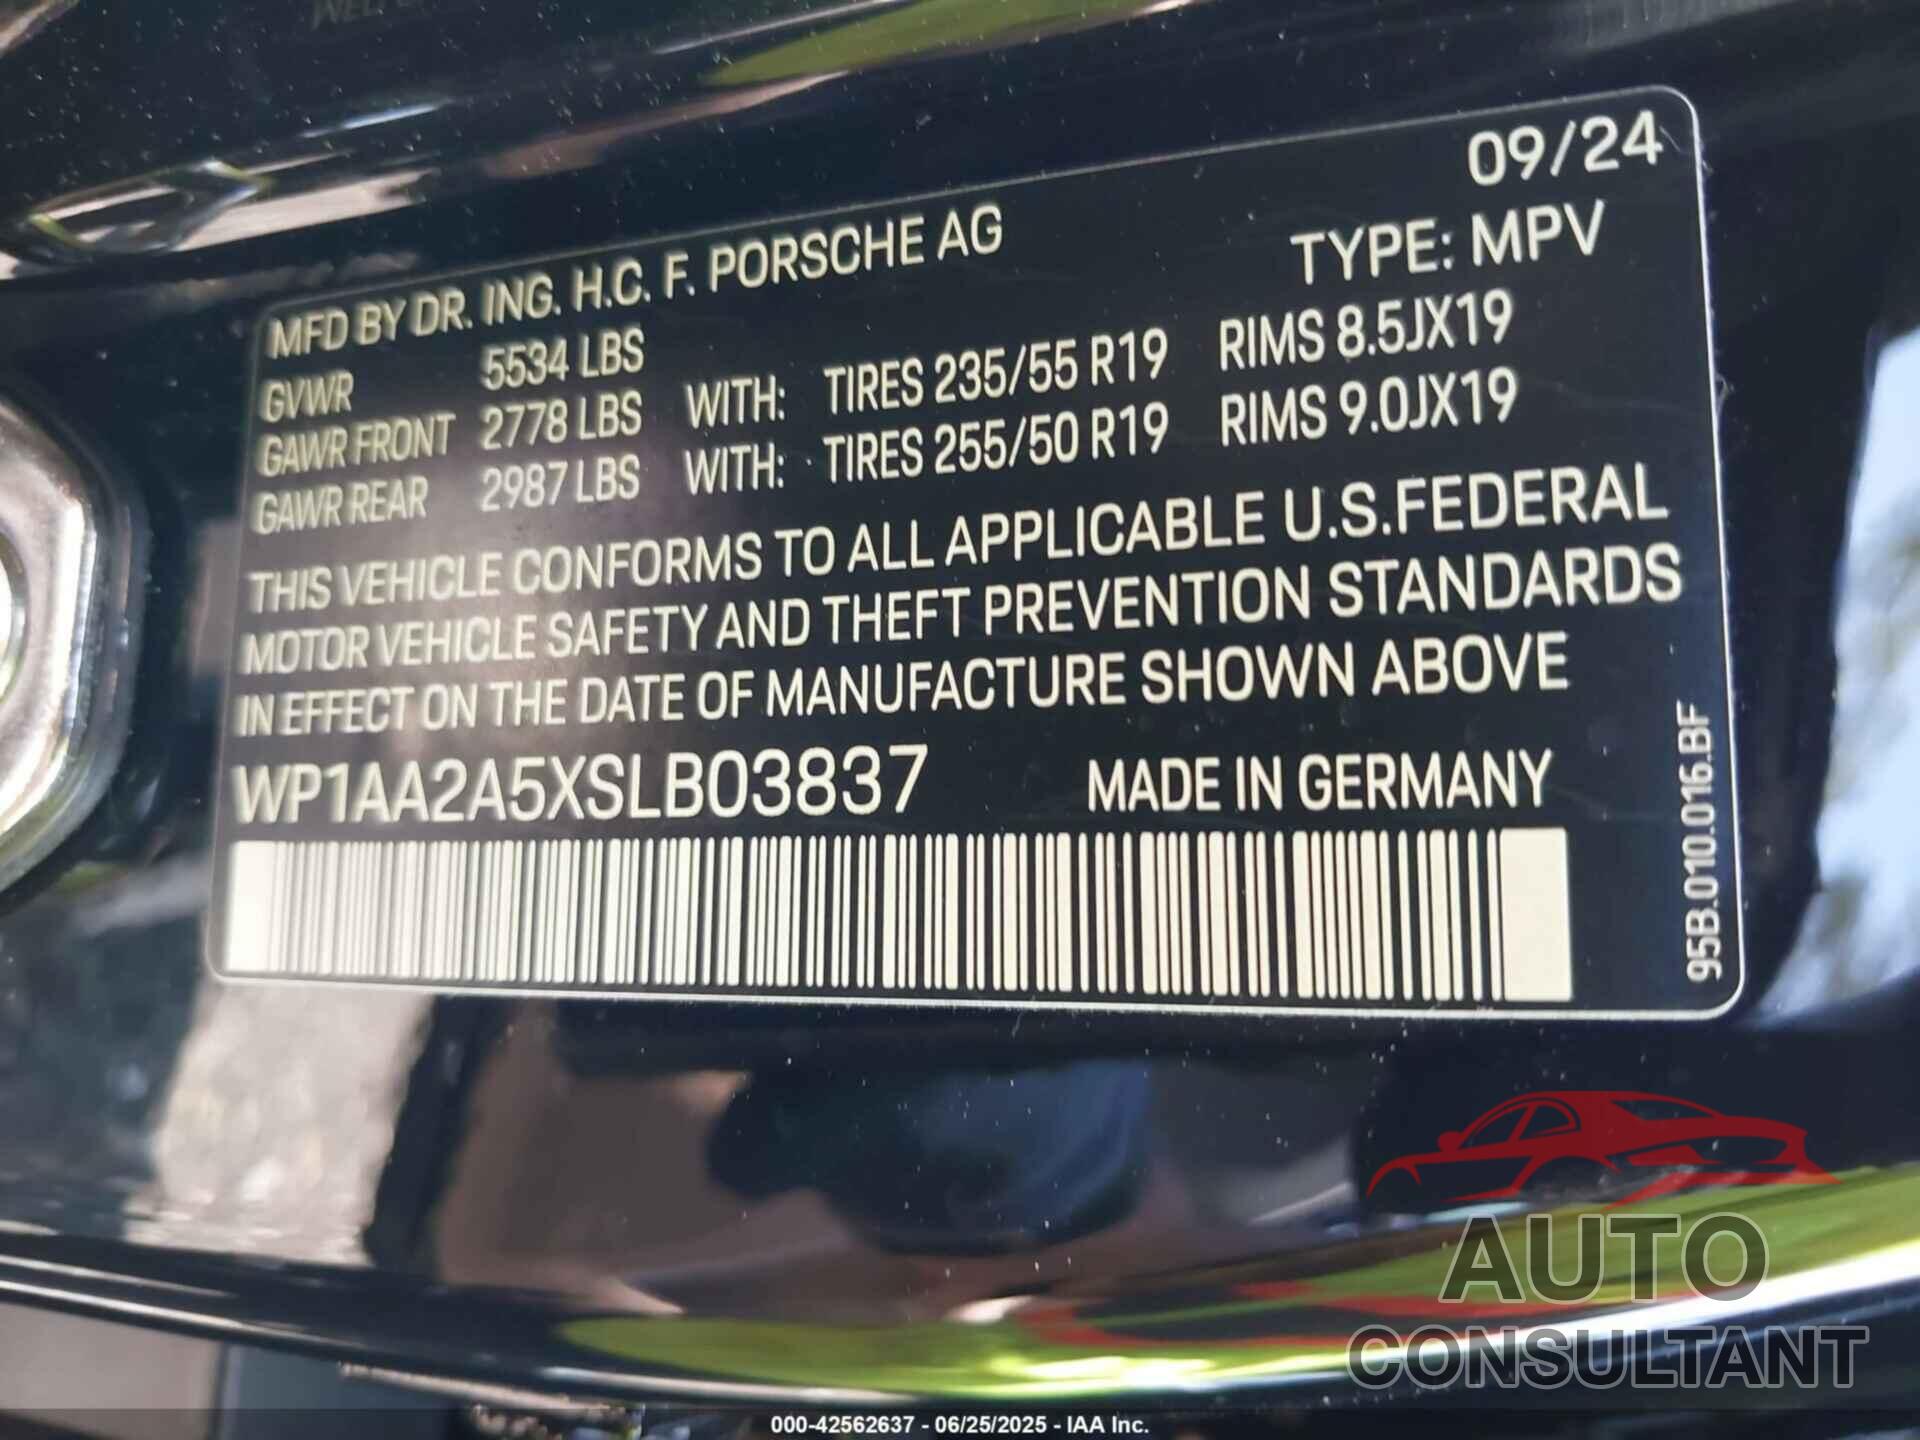 09/24
MFD BY DR. ING. H.C. F. PORSCHE AG TYPE: MPV
GVWR 5534 LBS
GAWR FRONT 2778 LBS WITH: TIRES 235/55 R19 RIMS 8.5JX19
GAWR REAR 2987 LBS WITH: TIRES 255/50 R19 RIMS 9.0JX19
THIS VEHICLE CONFORMS TO ALL APPLICABLE U.S.FEDERAL
MOTOR VEHICLE SAFETY AND THEFT PREVENTION STANDARDS
IN EFFECT ON THE DATE OF MANUFACTURE SHOWN ABOVE
WP1AA2A5XSLB03837 MADE IN GERMANY
95B.010.016.BF
AUTO
CONSULTANT
000-42562637 - 06/25/2025 - IAA Inc.